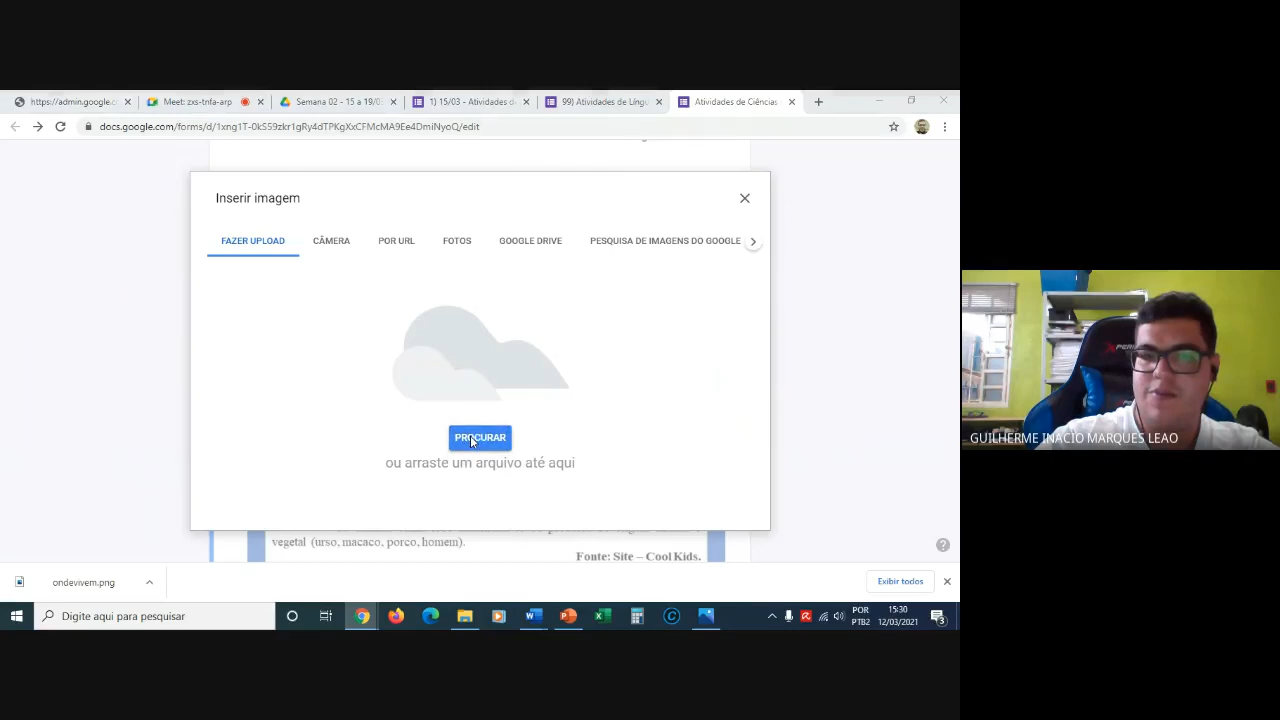 https://admin.google.c
Meet: zxs-tnfa-arp
Semana 02 - 15 a 19/03
1) 15/03 - Atividades d
99) Atividades de Língu
Atividades de Ciências
docs.google.com/forms/d/1xng1T-0kS59zkr1gRy4dTPKgXxCFMcMA9Ee4DmiNyoQ/edit
Inserir imagem
FAZER UPLOAD
CÂMERA
POR URL
FOTOS
GOOGLE DRIVE
PESQUISA DE IMAGENS DO GOOGLE
PROCURAR
ou arraste um arquivo até aqui
vegetal (urso, macaco, porco, homem).
Fonte: Site – Cool Kids.
ondevivem.png
Exibir todos
Digite aqui para pesquisar
POR
PTB2
15:30
12/03/2021
3
XPERI
GUILHERME INACIO MARQUES LEAO